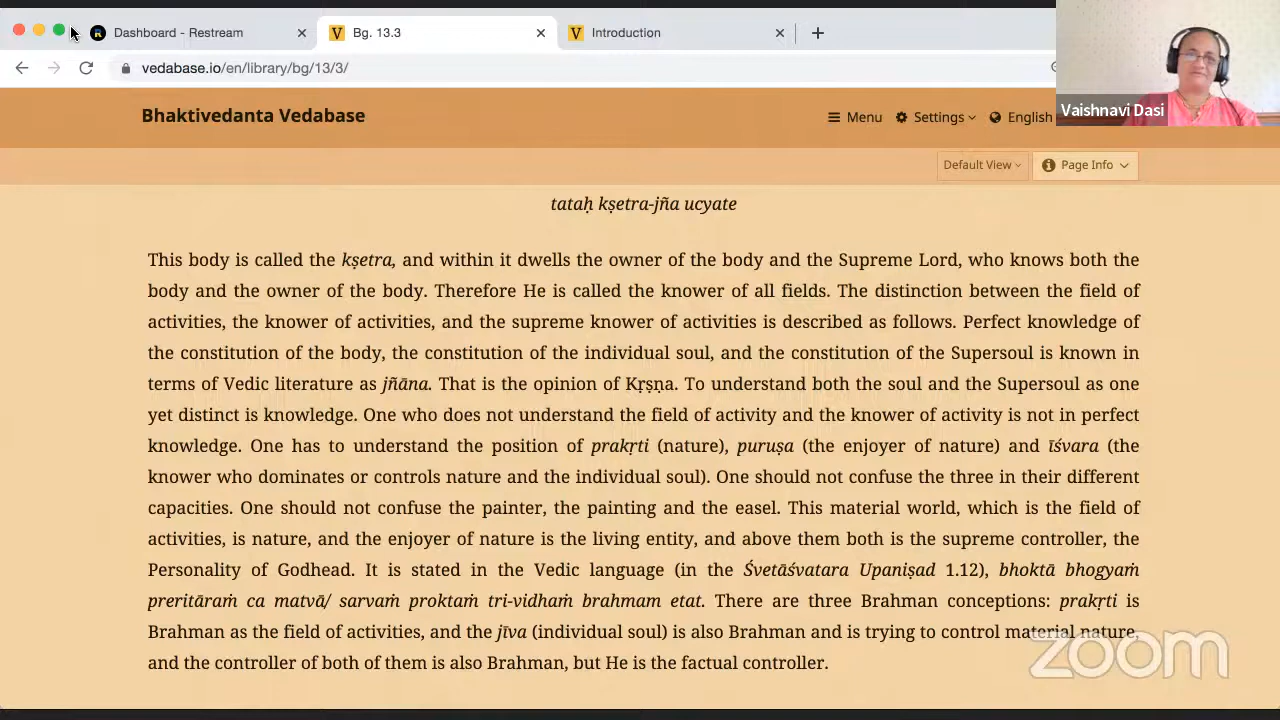 Dashboard - Restream
Bg. 13.3
Introduction
vedabase.io/en/library/bg/13/3/
Vaishnavi Dasi
Bhaktivedanta Vedabase
Menu
Settings
English
Default View
Page Info
tataḥ kṣetra-jña ucyate
This body is called the kṣetra, and within it dwells the owner of the body and the Supreme Lord, who knows both the
body and the owner of the body. Therefore He is called the knower of all fields. The distinction between the field of
activities, the knower of activities, and the supreme knower of activities is described as follows. Perfect knowledge of
the constitution of the body, the constitution of the individual soul, and the constitution of the Supersoul is known in
terms of Vedic literature as jñāna. That is the opinion of Kṛṣṇa. To understand both the soul and the Supersoul as one
yet distinct is knowledge. One who does not understand the field of activity and the knower of activity is not in perfect
knowledge. One has to understand the position of prakṛti (nature), puruṣa (the enjoyer of nature) and īśvara (the
knower who dominates or controls nature and the individual soul). One should not confuse the three in their different
capacities. One should not confuse the painter, the painting and the easel. This material world, which is the field of
activities, is nature, and the enjoyer of nature is the living entity, and above them both is the supreme controller, the
Personality of Godhead. It is stated in the Vedic language (in the Śvetāśvatara Upaniṣad 1.12), bhoktā bhogyaṁ
preritāraṁ ca matvā/ sarvaṁ proktaṁ tri-vidhaṁ brahmam etat. There are three Brahman conceptions: prakṛti is
Brahman as the field of activities, and the jīva (individual soul) is also Brahman and is trying to control material nature,
and the controller of both of them is also Brahman, but He is the factual controller.
zoom